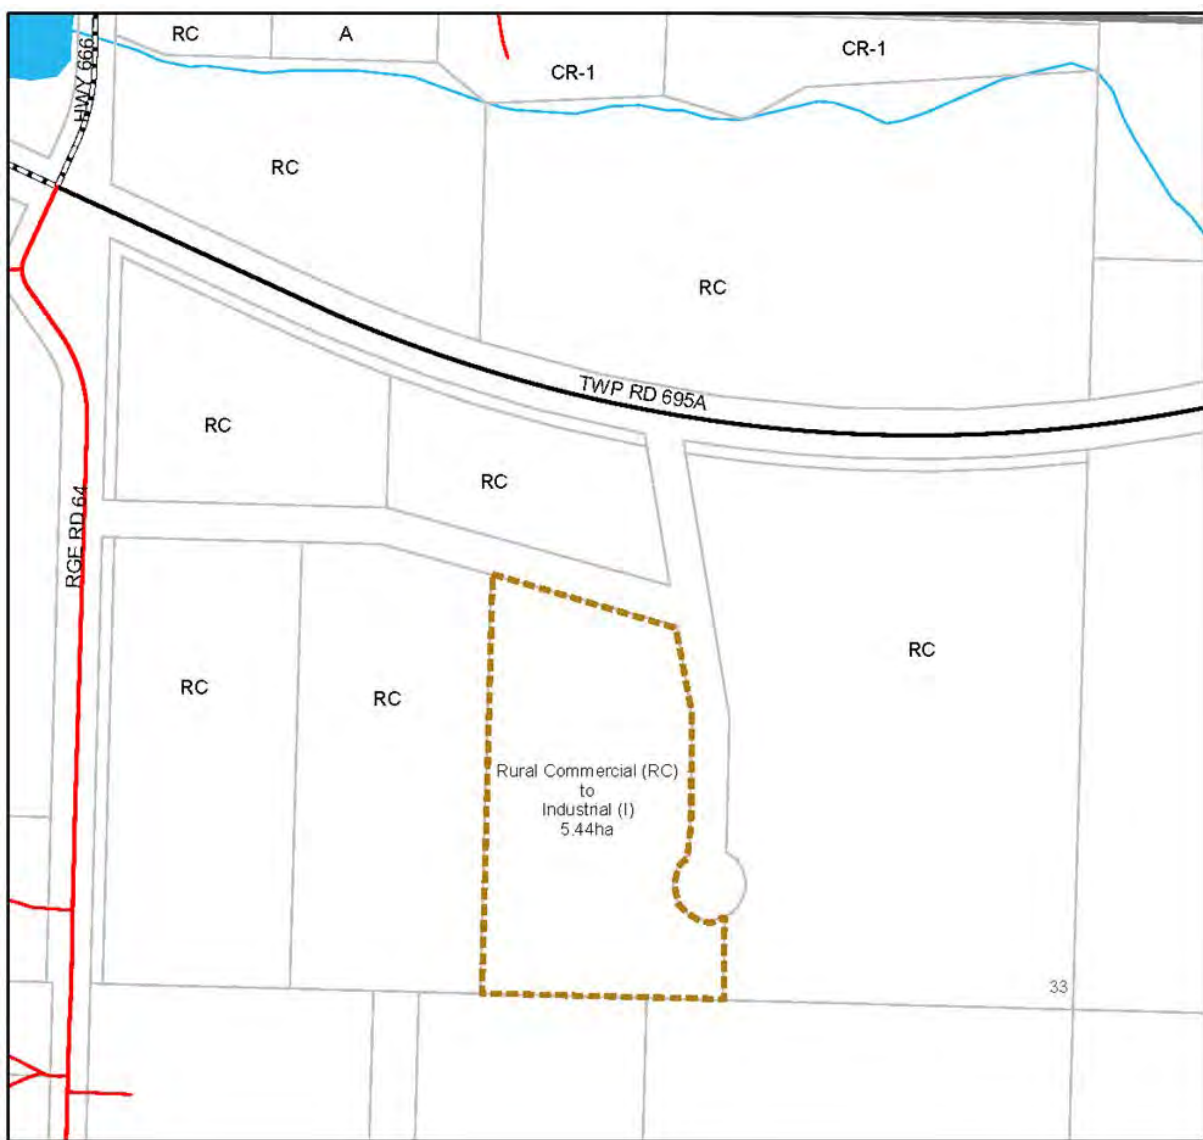 RC
A
CR-1
CR-1
HWY 666
RC
RC
TWP RD 695A
RC
RC
RGE RD 64
RC
RC
RC
Rural Commercial (RC)
to
Industrial (I)
5.44ha
33